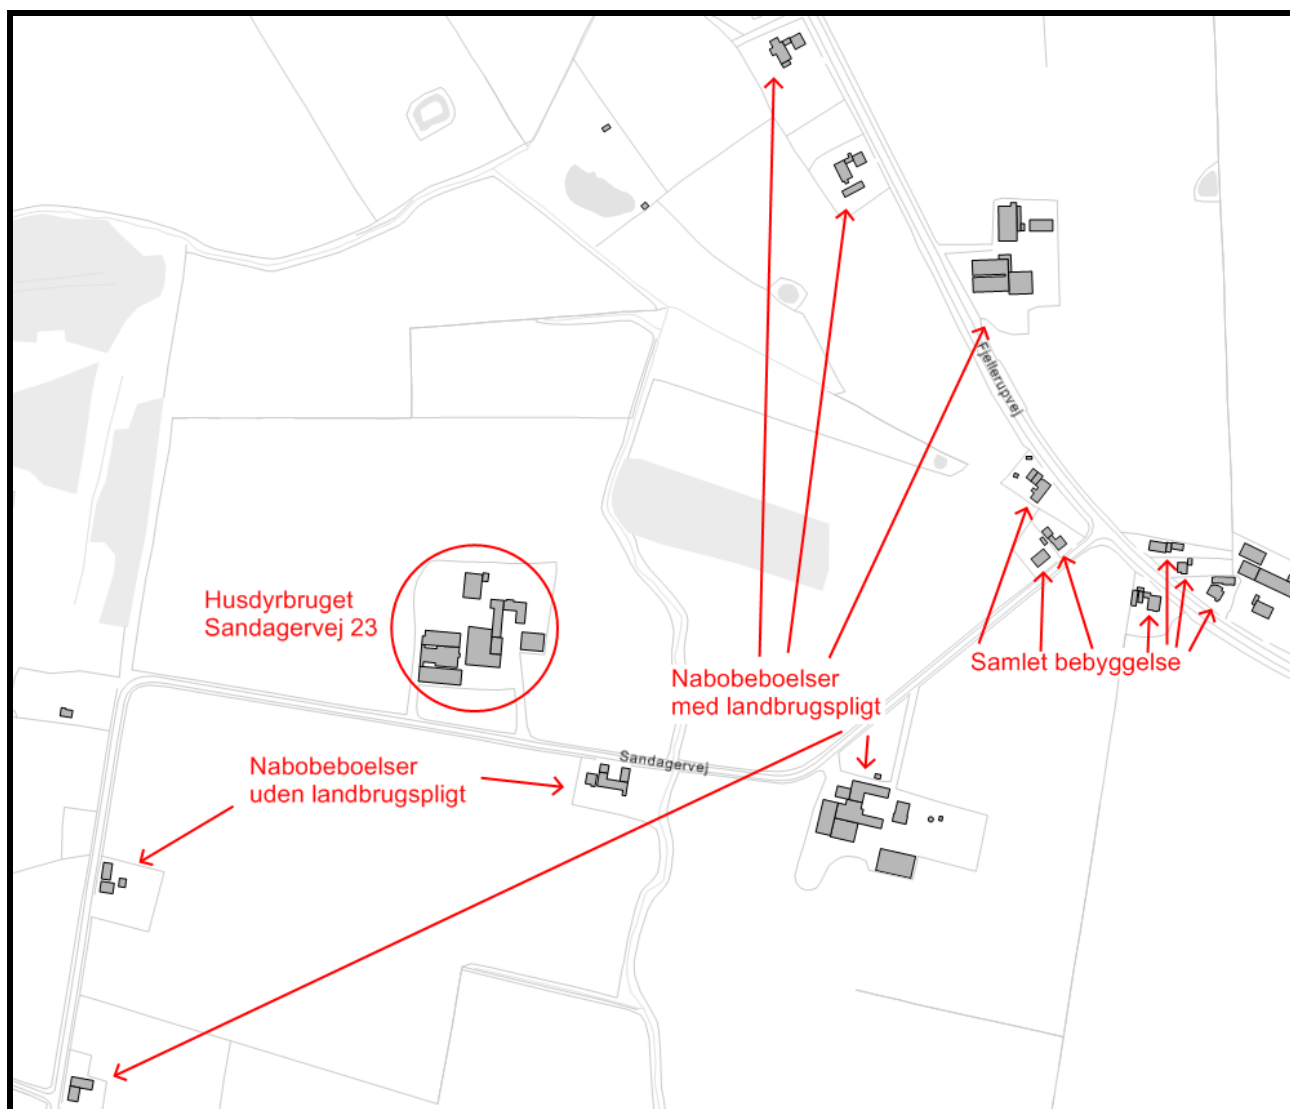 Fjellerupvej
Husdyrbruget
Sandagervej 23
Samlet bebyggelse
Nabobeboelser
med landbrugspligt
Sandagervej
Nabobeboelser
uden landbrugspligt